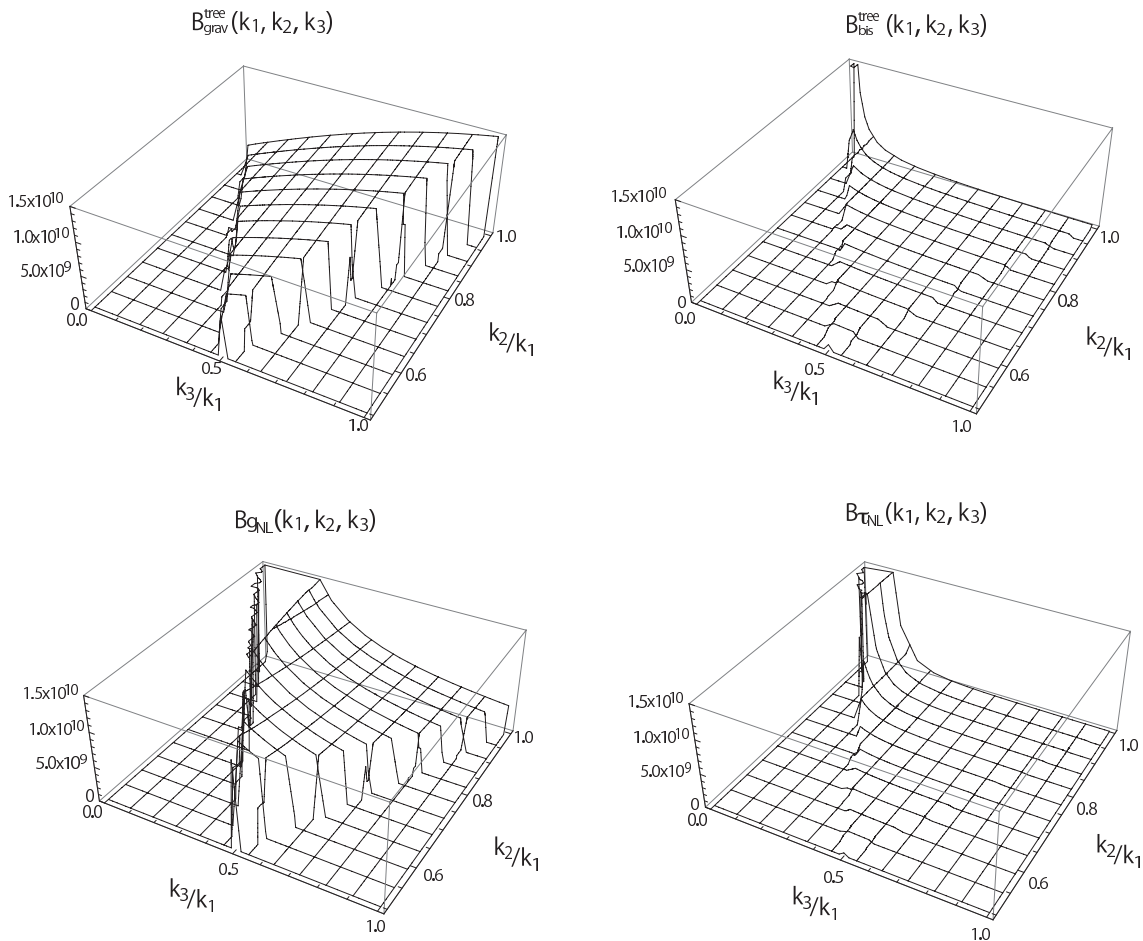 B_grav^tree(k1, k2, k3)
1.5x10^10
1.0x10^10
5.0x10^9
0
0.0
0.5
1.0
k3/k1
0.6
0.8
1.0
k2/k1
B_bis^tree (k1, k2, k3)
1.5x10^10
1.0x10^10
5.0x10^9
0
0.0
0.5
1.0
k3/k1
0.6
0.8
1.0
k2/k1
Bg_NL(k1, k2, k3)
1.5x10^10
1.0x10^10
5.0x10^9
0
0.0
0.5
1.0
k3/k1
0.6
0.8
1.0
k2/k1
Bτ_NL(k1, k2, k3)
1.5x10^10
1.0x10^10
5.0x10^9
0
0.0
0.5
1.0
k3/k1
0.6
0.8
1.0
k2/k1